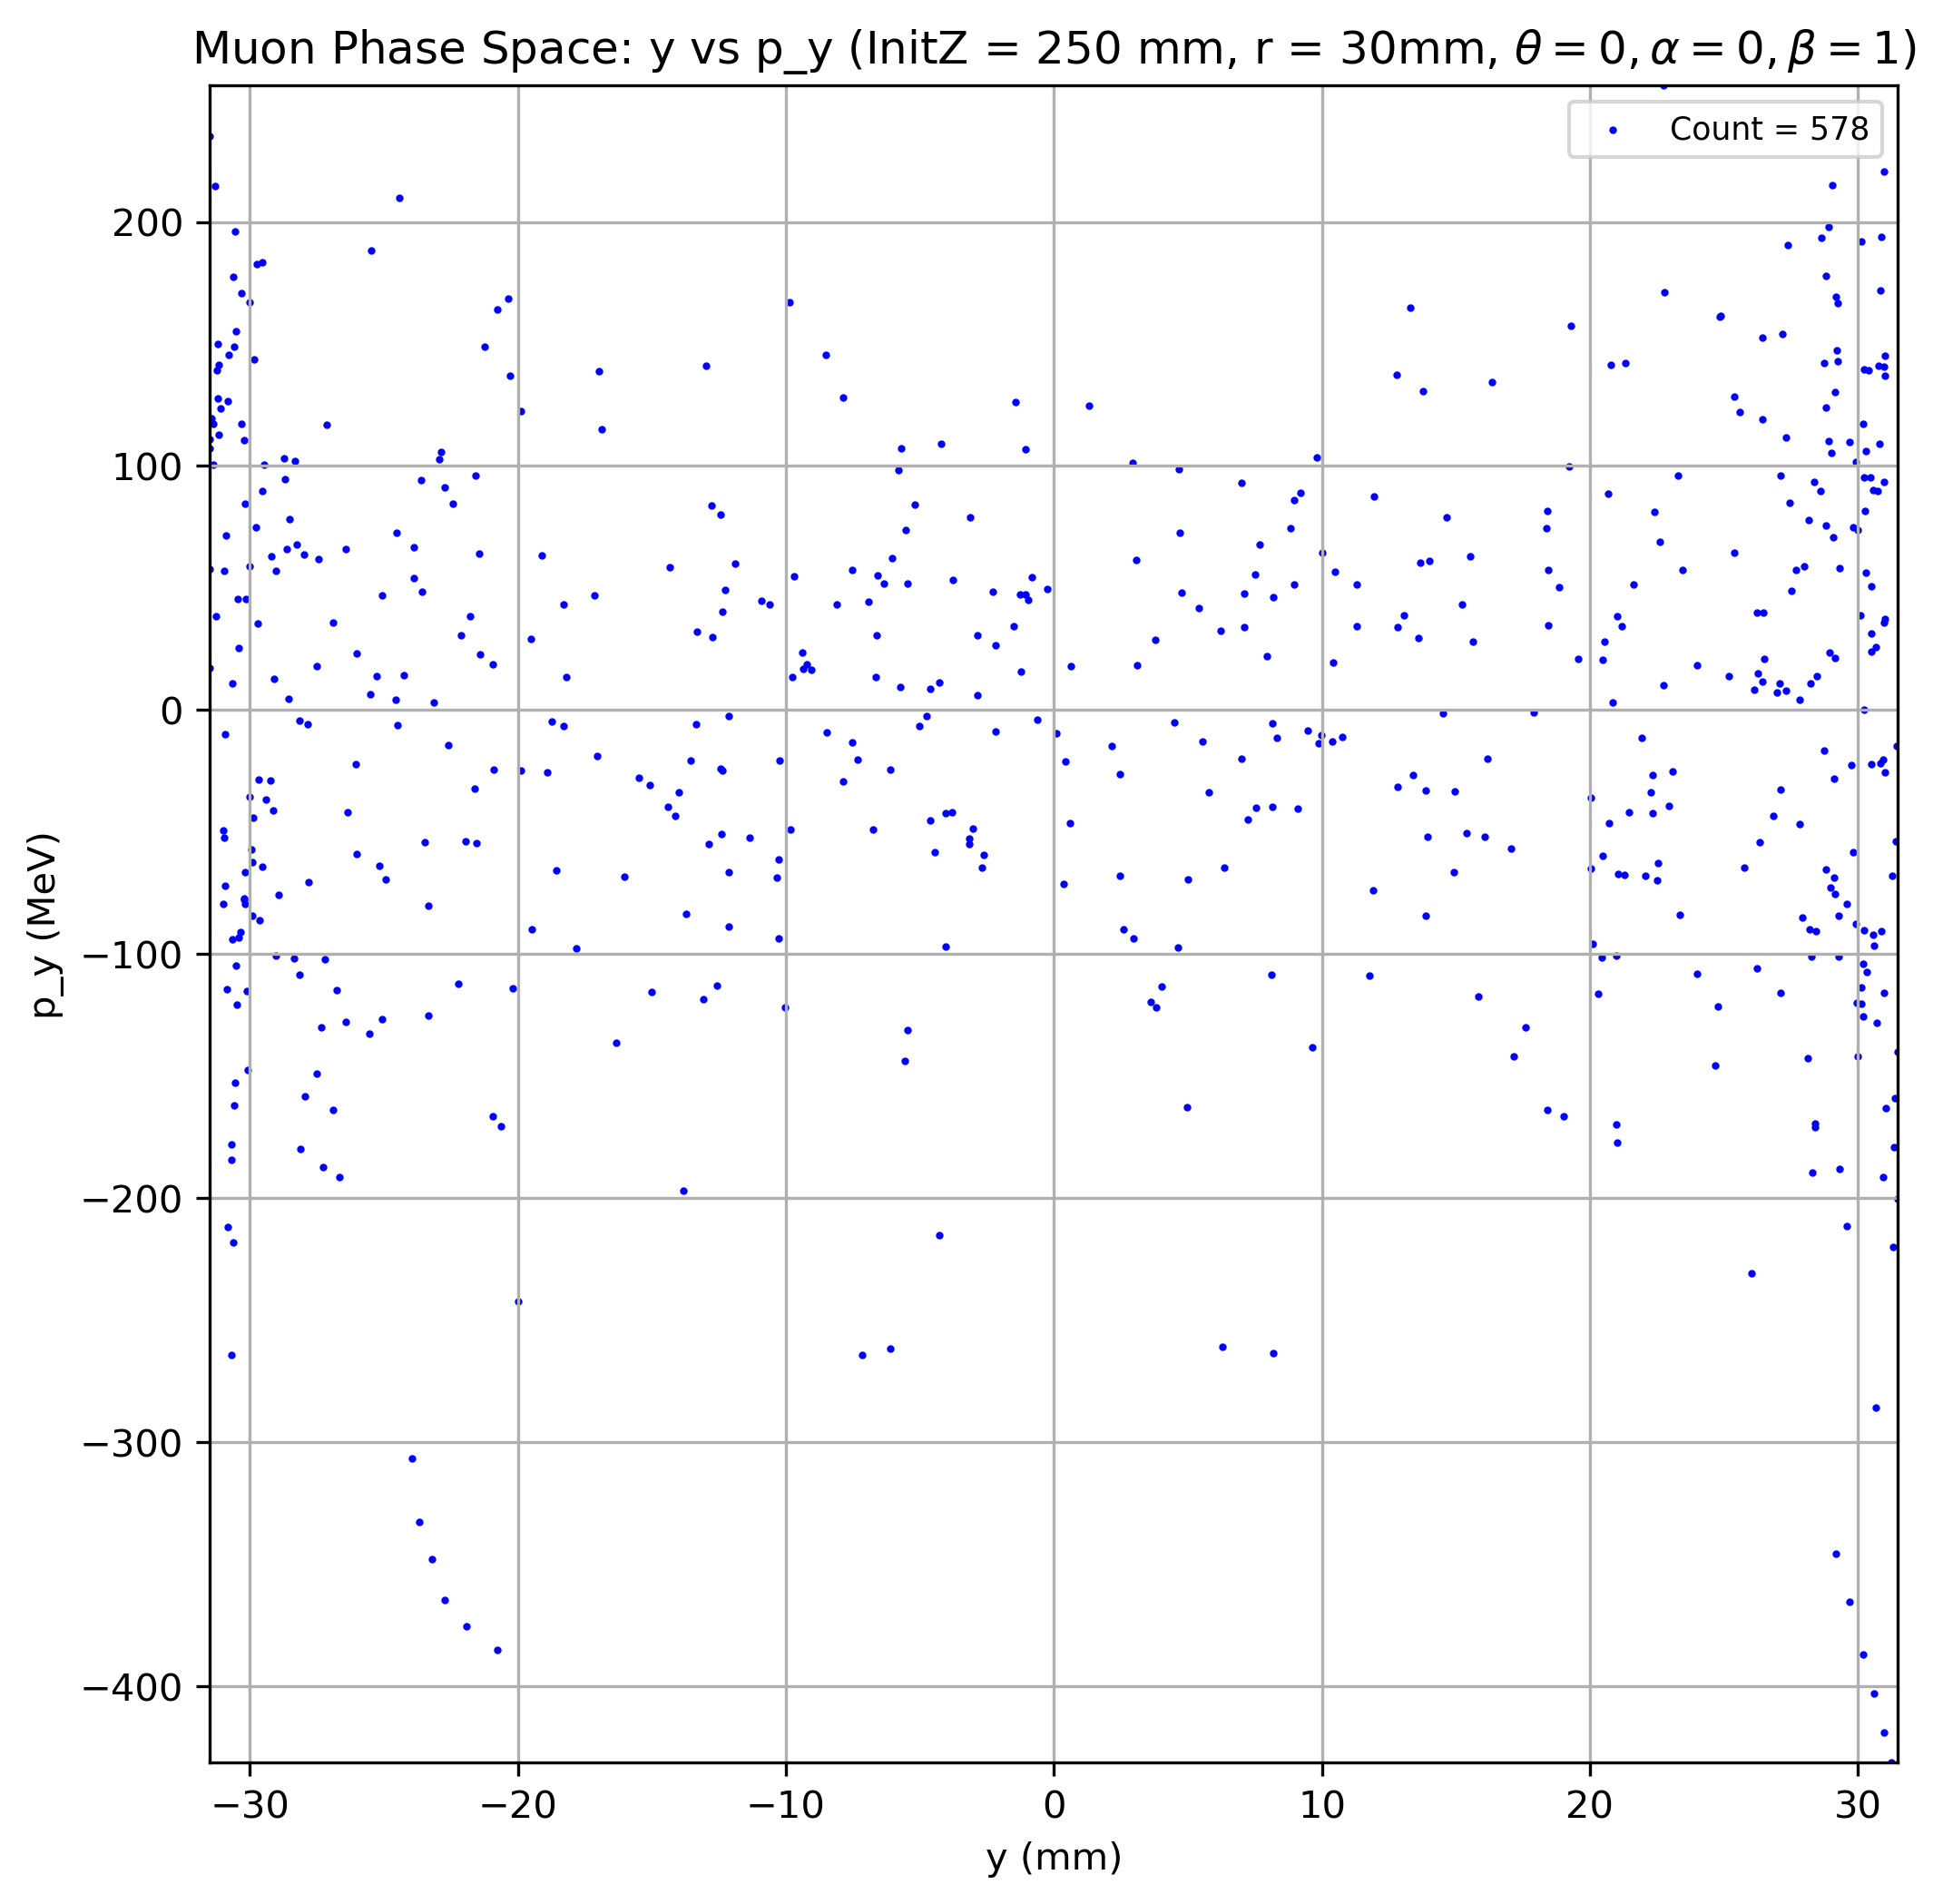 Muon Phase Space: y vs p_y (InitZ = 250 mm, r = 30mm, θ = 0, α = 0, β = 1)
Count = 578
200
100
0
−100
−200
−300
−400
p_y (MeV)
−30 −20 −10 0 10 20 30
y (mm)